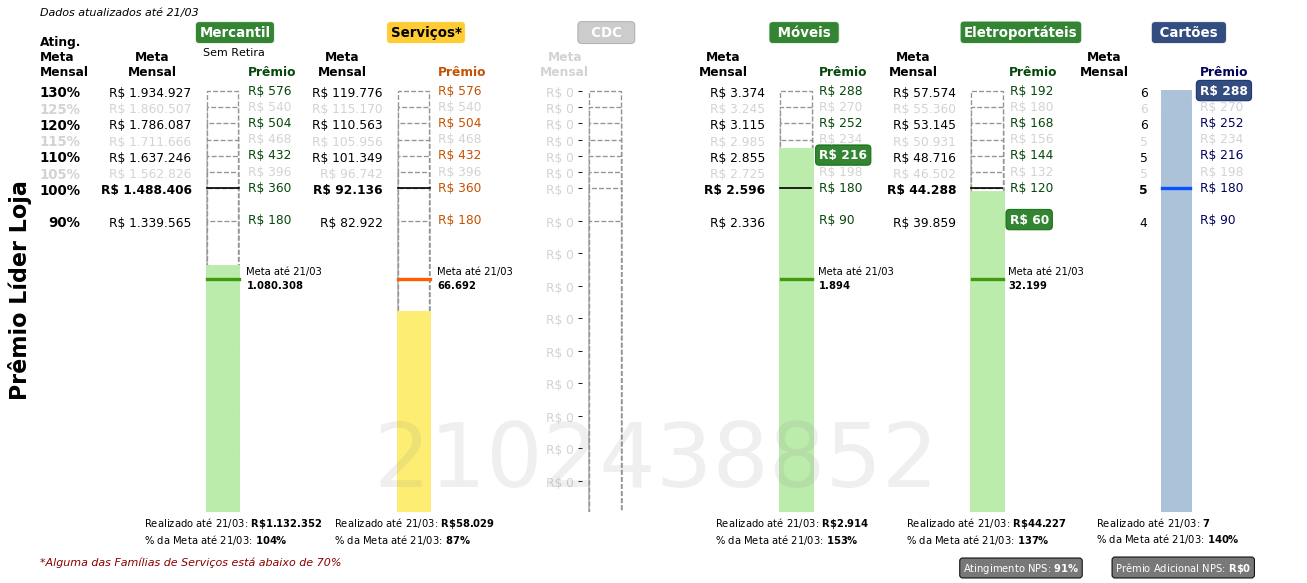 Dados atualizados até 21/03
Mercantil Serviços* CDC Móveis Eletroportáteis Cartões
Sem Retira
Ating. Meta Mensal Meta Mensal Prêmio Meta Mensal Prêmio Meta Mensal Meta Mensal Prêmio Meta Mensal Prêmio Meta Mensal Prêmio
130% R$ 1.934.927 R$ 576 R$ 119.776 R$ 576 R$ 0 R$ 3.374 R$ 288 R$ 57.574 R$ 192 6 R$ 288
125% R$ 1.860.507 R$ 540 R$ 115.170 R$ 540 R$ 0 R$ 3.245 R$ 270 R$ 55.360 R$ 180 6 R$ 270
120% R$ 1.786.087 R$ 504 R$ 110.563 R$ 504 R$ 0 R$ 3.115 R$ 252 R$ 53.145 R$ 168 6 R$ 252
115% R$ 1.711.666 R$ 468 R$ 105.956 R$ 468 R$ 0 R$ 2.985 R$ 234 R$ 50.931 R$ 156 5 R$ 234
110% R$ 1.637.246 R$ 432 R$ 101.349 R$ 432 R$ 0 R$ 2.855 R$ 216 R$ 48.716 R$ 144 5 R$ 216
105% R$ 1.562.826 R$ 396 R$ 96.742 R$ 396 R$ 0 R$ 2.725 R$ 198 R$ 46.502 R$ 132 5 R$ 198
100% R$ 1.488.406 R$ 360 R$ 92.136 R$ 360 R$ 0 R$ 2.596 R$ 180 R$ 44.288 R$ 120 5 R$ 180
90% R$ 1.339.565 R$ 180 R$ 82.922 R$ 180 R$ 0 R$ 2.336 R$ 90 R$ 39.859 R$ 60 4 R$ 90
R$ 0
Meta até 21/03 Meta até 21/03 Meta até 21/03 Meta até 21/03
1.080.308 66.692 R$ 0 1.894 32.199
R$ 0
R$ 0
R$ 0
R$ 0
R$ 0
R$ 0
Prêmio Líder Loja
2102438852
Realizado até 21/03: R$1.132.352 Realizado até 21/03: R$58.029 Realizado até 21/03: R$2.914 Realizado até 21/03: R$44.227 Realizado até 21/03: 7
% da Meta até 21/03: 104% % da Meta até 21/03: 87% % da Meta até 21/03: 153% % da Meta até 21/03: 137% % da Meta até 21/03: 140%
*Alguma das Famílias de Serviços está abaixo de 70% Atingimento NPS: 91% Prêmio Adicional NPS: R$0